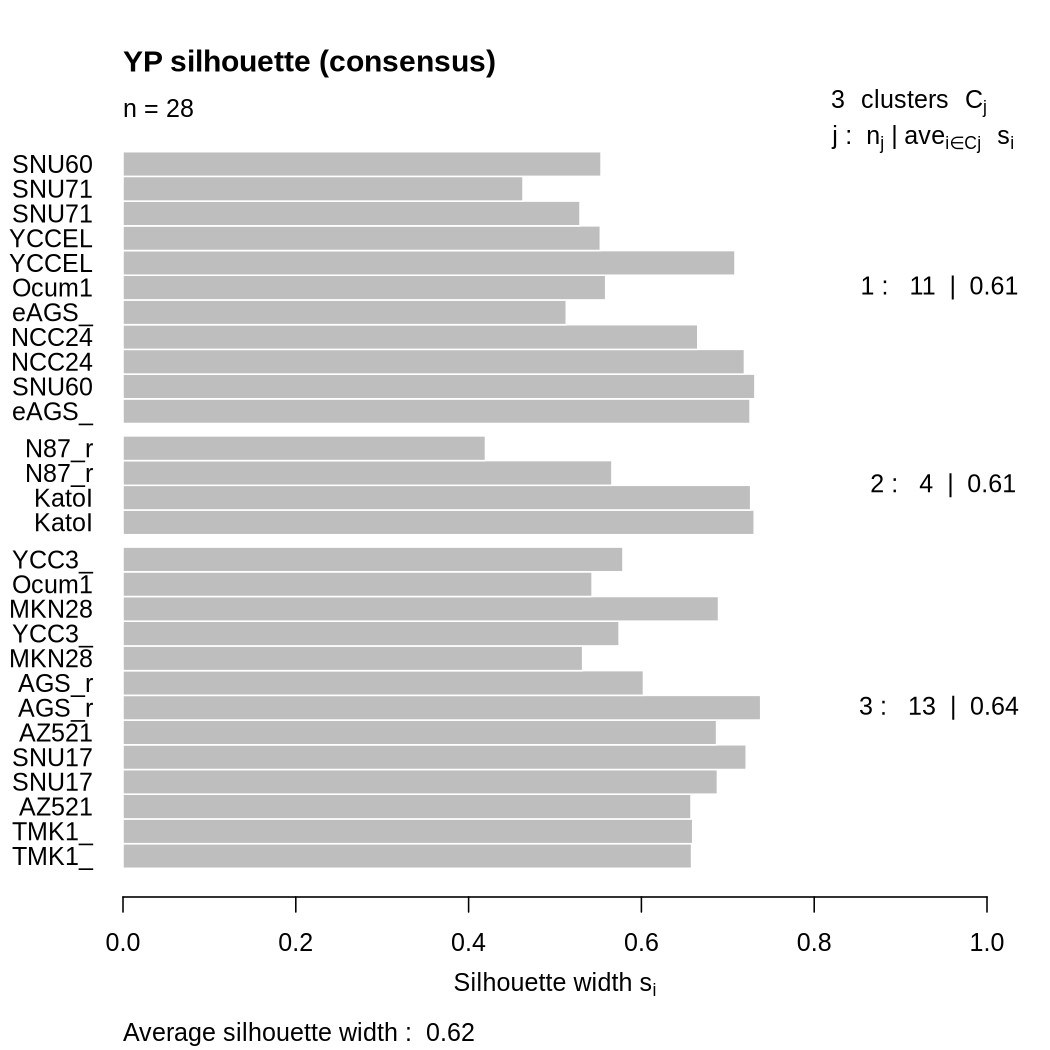 YP silhouette (consensus)
n = 28
3 clusters Cj
j : nj | avei∈Cj si
SNU60
SNU71
SNU71
YCCEL
YCCEL
Ocum1
eAGS_
NCC24
NCC24
SNU60
eAGS_
1 : 11 | 0.61
N87_r
N87_r
KatoI
KatoI
2 : 4 | 0.61
YCC3_
Ocum1
MKN28
YCC3_
MKN28
AGS_r
AGS_r
AZ521
SNU17
SNU17
AZ521
TMK1_
TMK1_
3 : 13 | 0.64
0.0 0.2 0.4 0.6 0.8 1.0
Silhouette width si
Average silhouette width : 0.62